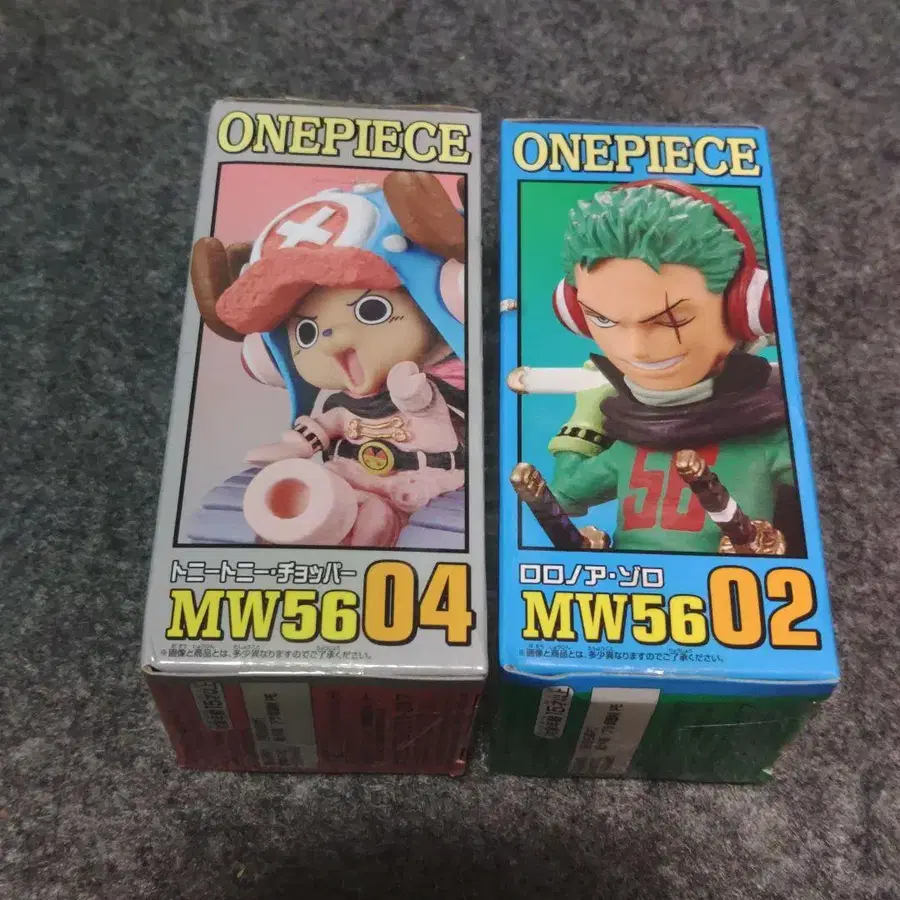 ONEPIECE
トニートニー・チョッパー
MW56 04
※画像と商品とは、多少異なりますのでご了承ください。
ONEPIECE
56
ロロノア・ゾロ
MW56 02
※画像と商品とは、多少異なりますのでご了承ください。